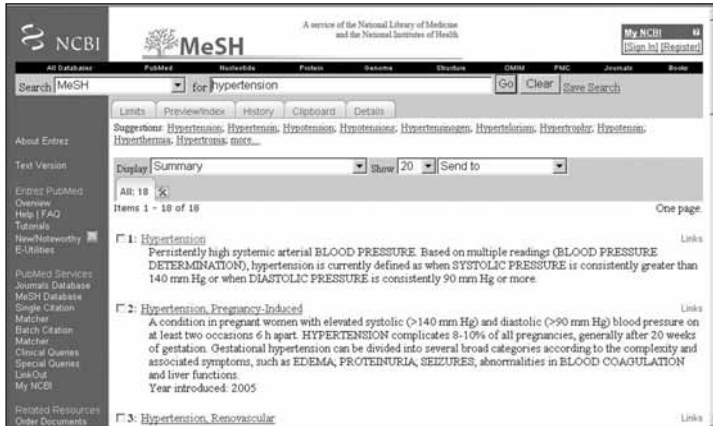 NCBI
MeSH
A service of the National Library of Medicine
and the National Institutes of Health
My NCBI
[Sign In] [Register]
All Databases PubMed Nucleotide Protein Genome Structure OMIM PMC Journals Books
Search MeSH for hypertension Go Clear Save Search
Limits Preview/Index History Clipboard Details
Suggestions: Hypertension, Hypertensin, Hypotension, Hypotensions, Hypertensinogen, Hypertelorism, Hypertrophy, Hypotensin,
Hyperthermia, Hypertropia, more...
Display Summary Show 20 Send to
All: 18
Items 1 - 18 of 18 One page.
1: Hypertension Links
Persistently high systemic arterial BLOOD PRESSURE. Based on multiple readings (BLOOD PRESSURE
DETERMINATION), hypertension is currently defined as when SYSTOLIC PRESSURE is consistently greater than
140 mm Hg or when DIASTOLIC PRESSURE is consistently 90 mm Hg or more.
2: Hypertension, Pregnancy-Induced Links
A condition in pregnant women with elevated systolic (>140 mm Hg) and diastolic (>90 mm Hg) blood pressure on
at least two occasions 6 h apart. HYPERTENSION complicates 8-10% of all pregnancies, generally after 20 weeks
of gestation. Gestational hypertension can be divided into several broad categories according to the complexity and
associated symptoms, such as EDEMA; PROTEINURIA; SEIZURES; abnormalities in BLOOD COAGULATION
and liver functions.
Year introduced: 2005
3: Hypertension, Renovascular Links
About Entrez
Text Version
Entrez PubMed
Overview
Help | FAQ
Tutorials
New/Noteworthy
E-Utilities
PubMed Services
Journals Database
MeSH Database
Single Citation
Matcher
Batch Citation
Matcher
Clinical Queries
Special Queries
LinkOut
My NCBI
Related Resources
Order Documents